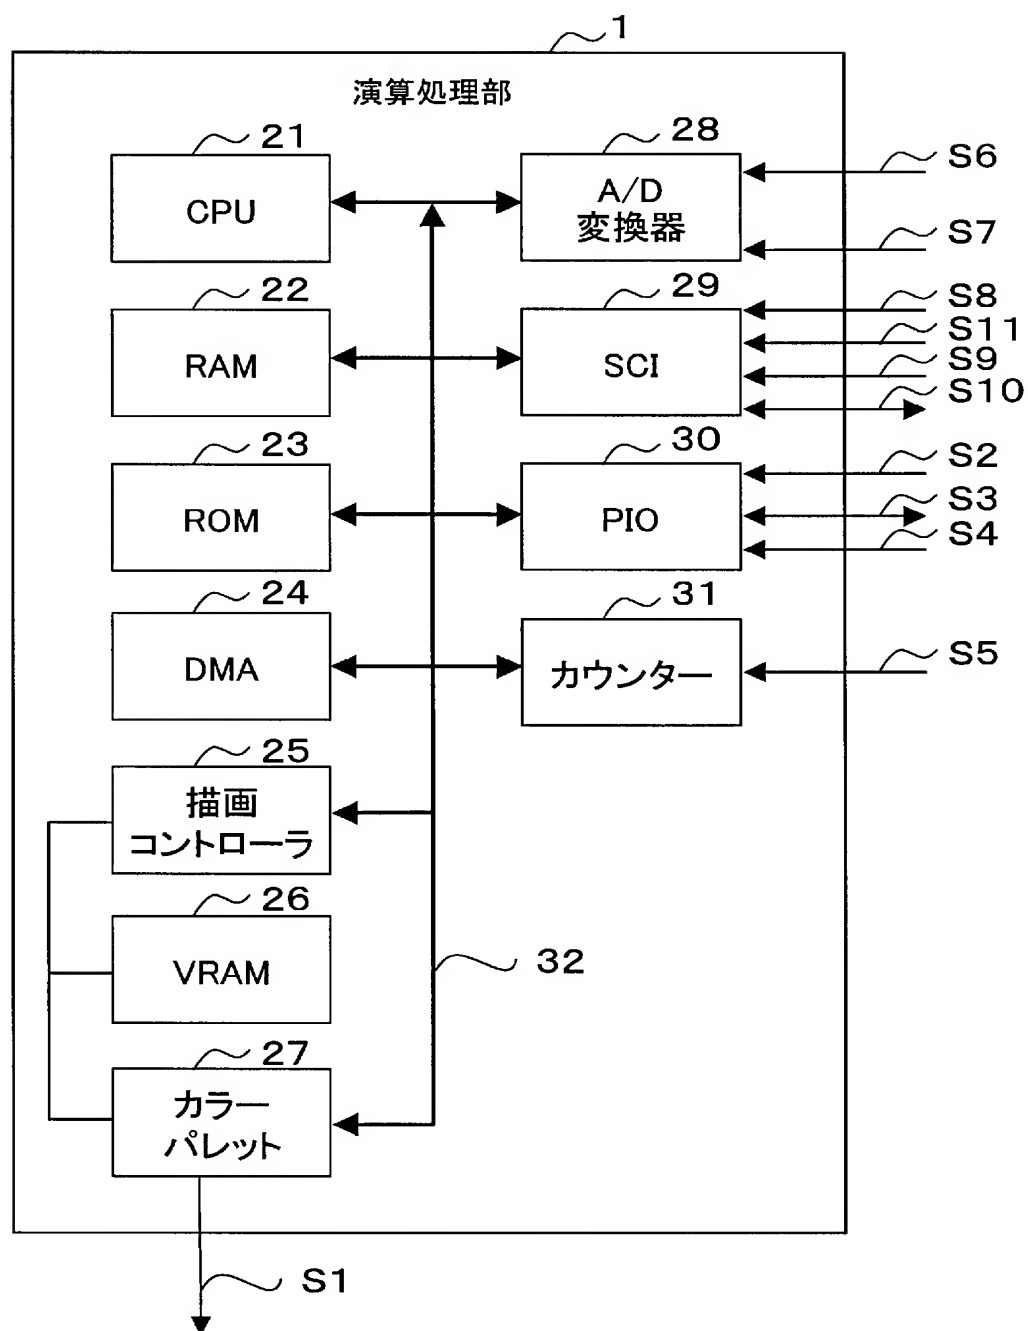 1
演算処理部
21
CPU
28
A/D
変換器
S6
S7
22
RAM
29
SCI
S8
S11
S9
S10
23
ROM
30
PIO
S2
S3
S4
24
DMA
31
カウンター
S5
25
描画
コントローラ
26
VRAM
32
27
カラー
パレット
S1